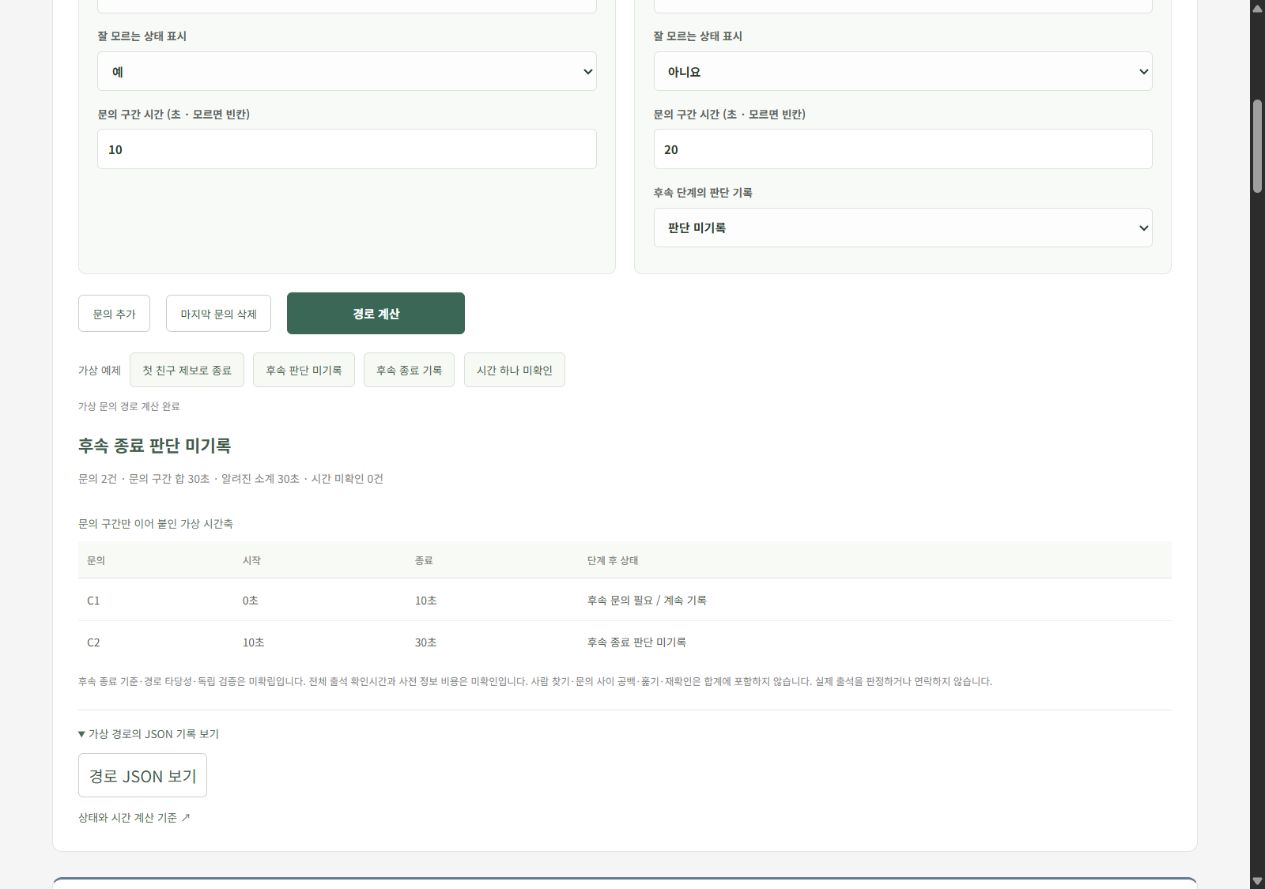 잘 모르는 상태 표시
예
문의 구간 시간 (초 · 모르면 빈칸)
10
잘 모르는 상태 표시
아니요
문의 구간 시간 (초 · 모르면 빈칸)
20
후속 단계의 판단 기록
판단 미기록
문의 추가
마지막 문의 삭제
경로 계산
가상 예제
첫 친구 제보로 종료
후속 판단 미기록
후속 종료 기록
시간 하나 미확인
가상 문의 경로 계산 완료
후속 종료 판단 미기록
문의 2건 · 문의 구간 합 30초 · 알려진 소계 30초 · 시간 미확인 0건
문의 구간만 이어 붙인 가상 시간축
문의 시작 종료 단계 후 상태
C1 0초 10초 후속 문의 필요 / 계속 기록
C2 10초 30초 후속 종료 판단 미기록
후속 종료 기준·경로 타당성·독립 검증은 미확립입니다. 전체 출석 확인시간과 사전 정보 비용은 미확인입니다. 사람 찾기·문의 사이 공백·훑기·재확인은 합계에 포함하지 않습니다. 실제 출석을 판정하거나 연락하지 않습니다.
▼ 가상 경로의 JSON 기록 보기
경로 JSON 보기
상태와 시간 계산 기준 ↗